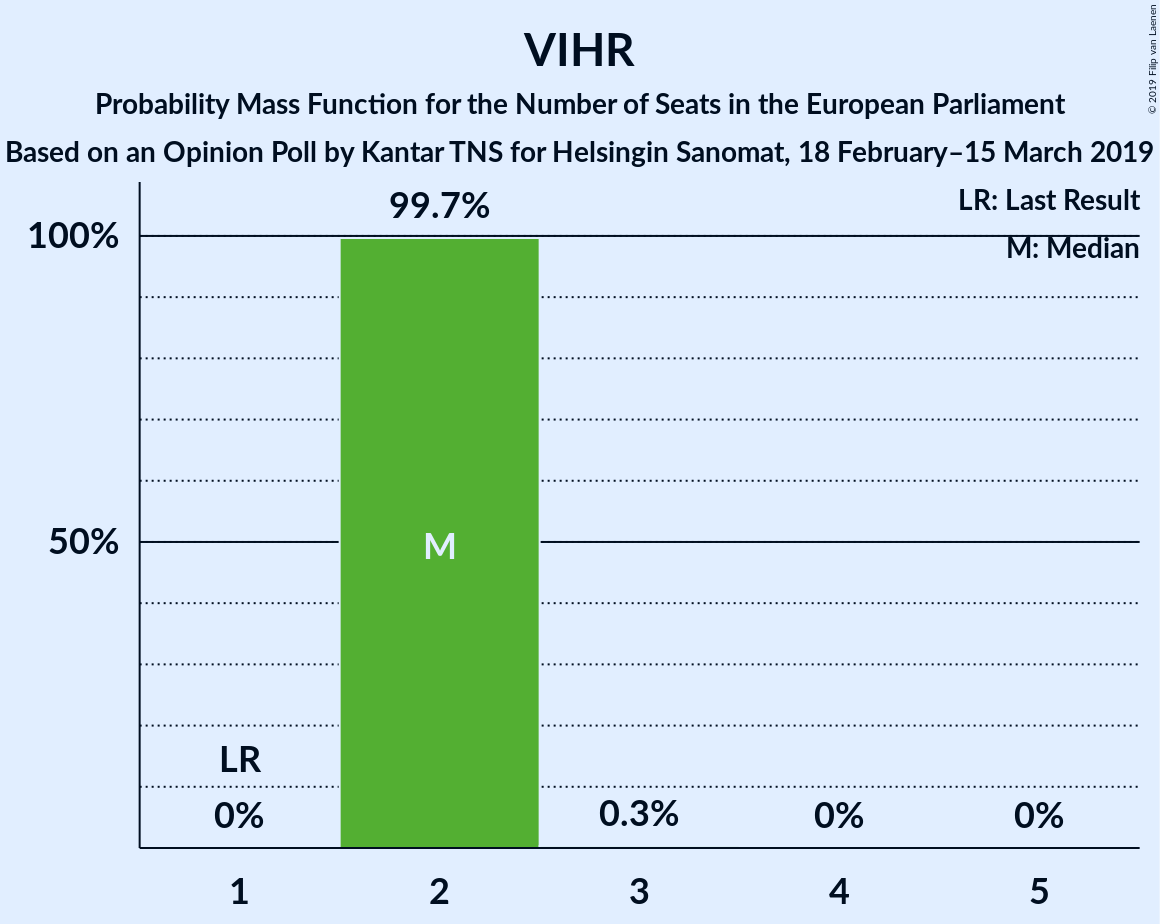 VIHR
Probability Mass Function for the Number of Seats in the European Parliament
Based on an Opinion Poll by Kantar TNS for Helsingin Sanomat, 18 February–15 March 2019
© 2019 Filip van Laenen
LR: Last Result
M: Median
99.7%
100%
50%
M
LR
0%
0.3%
0%
0%
1 2 3 4 5